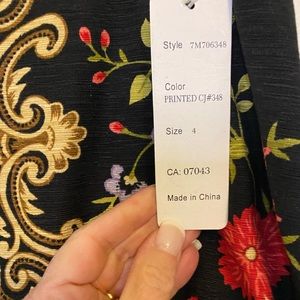 Style 7M706348
Color
PRINTED CJ#348
Size 4
CA: 07043
Made in China